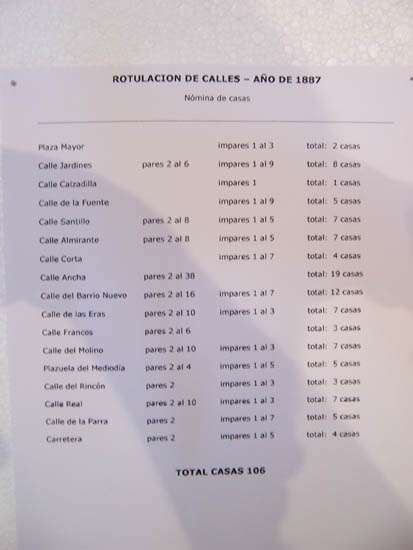 ROTULACION DE CALLES – AÑO DE 1887
Nómina de casas
Plaza Mayor impares 1 al 3 total: 2 casas
Calle Jardines pares 2 al 6 impares 1 al 9 total: 8 casas
Calle Calzadilla impares 1 total: 1 casas
Calle de la Fuente impares 1 al 9 total: 5 casas
Calle Santillo pares 2 al 8 impares 1 al 5 total: 7 casas
Calle Almirante pares 2 al 8 impares 1 al 5 total: 7 casas
Calle Corta impares 1 al 7 total: 4 casas
Calle Ancha pares 2 al 38 total: 19 casas
Calle del Barrio Nuevo pares 2 al 16 impares 1 al 7 total: 12 casas
Calle de las Eras pares 2 al 10 impares 1 al 3 total: 7 casas
Calle Francos pares 2 al 6 total: 3 casas
Calle del Molino pares 2 al 10 impares 1 al 3 total: 7 casas
Plazuela del Mediodía pares 2 al 4 impares 1 al 5 total: 5 casas
Calle del Rincón pares 2 impares 1 al 3 total: 3 casas
Calle Real pares 2 al 10 impares 1 al 3 total: 7 casas
Calle de la Parra pares 2 impares 1 al 7 total: 5 casas
Carretera pares 2 impares 1 al 5 total: 4 casas
TOTAL CASAS 106